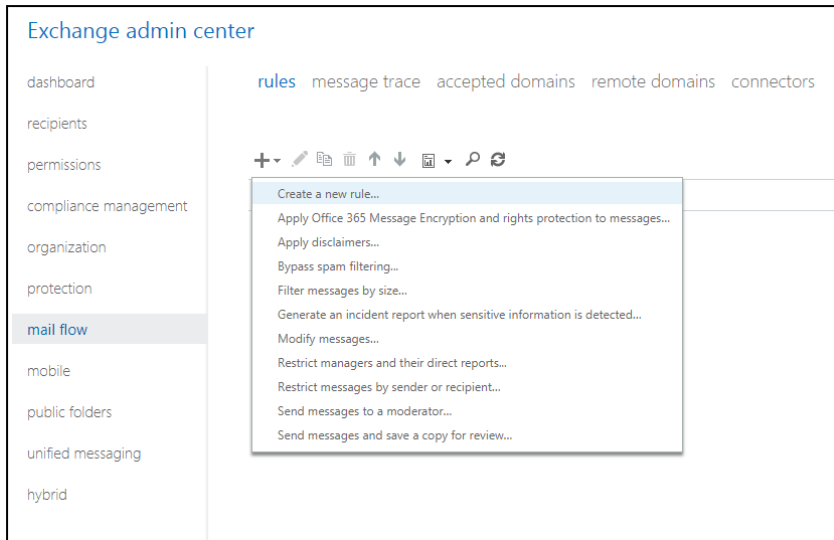 Exchange admin center
dashboard
recipients
permissions
compliance management
organization
protection
mail flow
mobile
public folders
unified messaging
hybrid
rules message trace accepted domains remote domains connectors
Create a new rule...
Apply Office 365 Message Encryption and rights protection to messages...
Apply disclaimers...
Bypass spam filtering...
Filter messages by size...
Generate an incident report when sensitive information is detected...
Modify messages...
Restrict managers and their direct reports...
Restrict messages by sender or recipient...
Send messages to a moderator...
Send messages and save a copy for review...